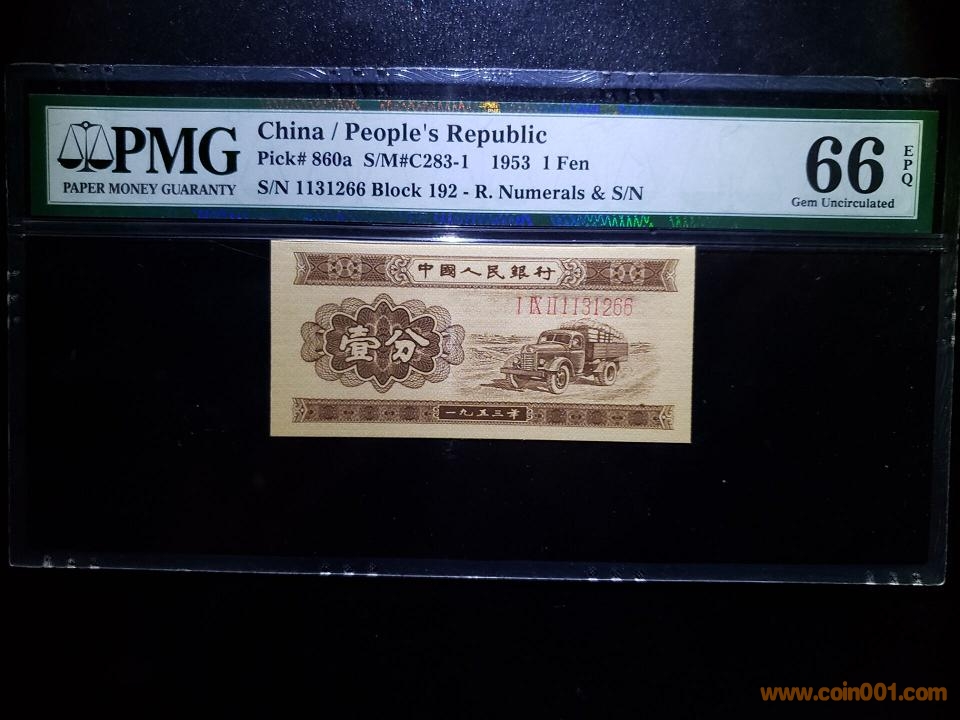 PMG
PAPER MONEY GUARANTY
China / People's Republic
Pick# 860a S/M#C283-1 1953 1 Fen
S/N 1131266 Block 192 - R. Numerals & S/N
66
EPQ
Gem Uncirculated
中國人民銀行
I IX II 1131266
壹分
一九五三年
www.coin001.com